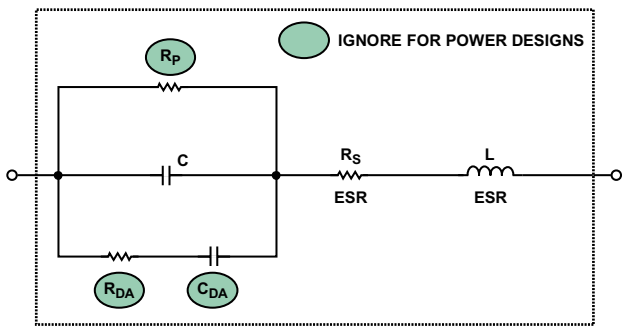 IGNORE FOR POWER DESIGNS
RP
C
RS
L
ESR
ESR
RDA
CDA